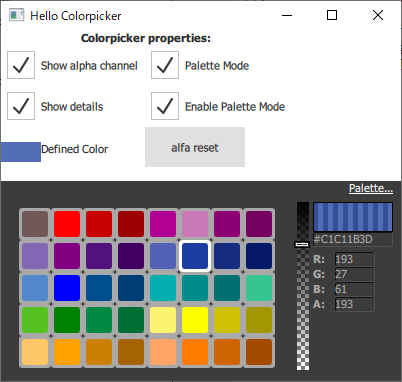 Hello Colorpicker
Colorpicker properties:
Show alpha channel
Palette Mode
Show details
Enable Palette Mode
Defined Color
alfa reset
Palette...
#C1C11B3D
R: 193
G: 27
B: 61
A: 193